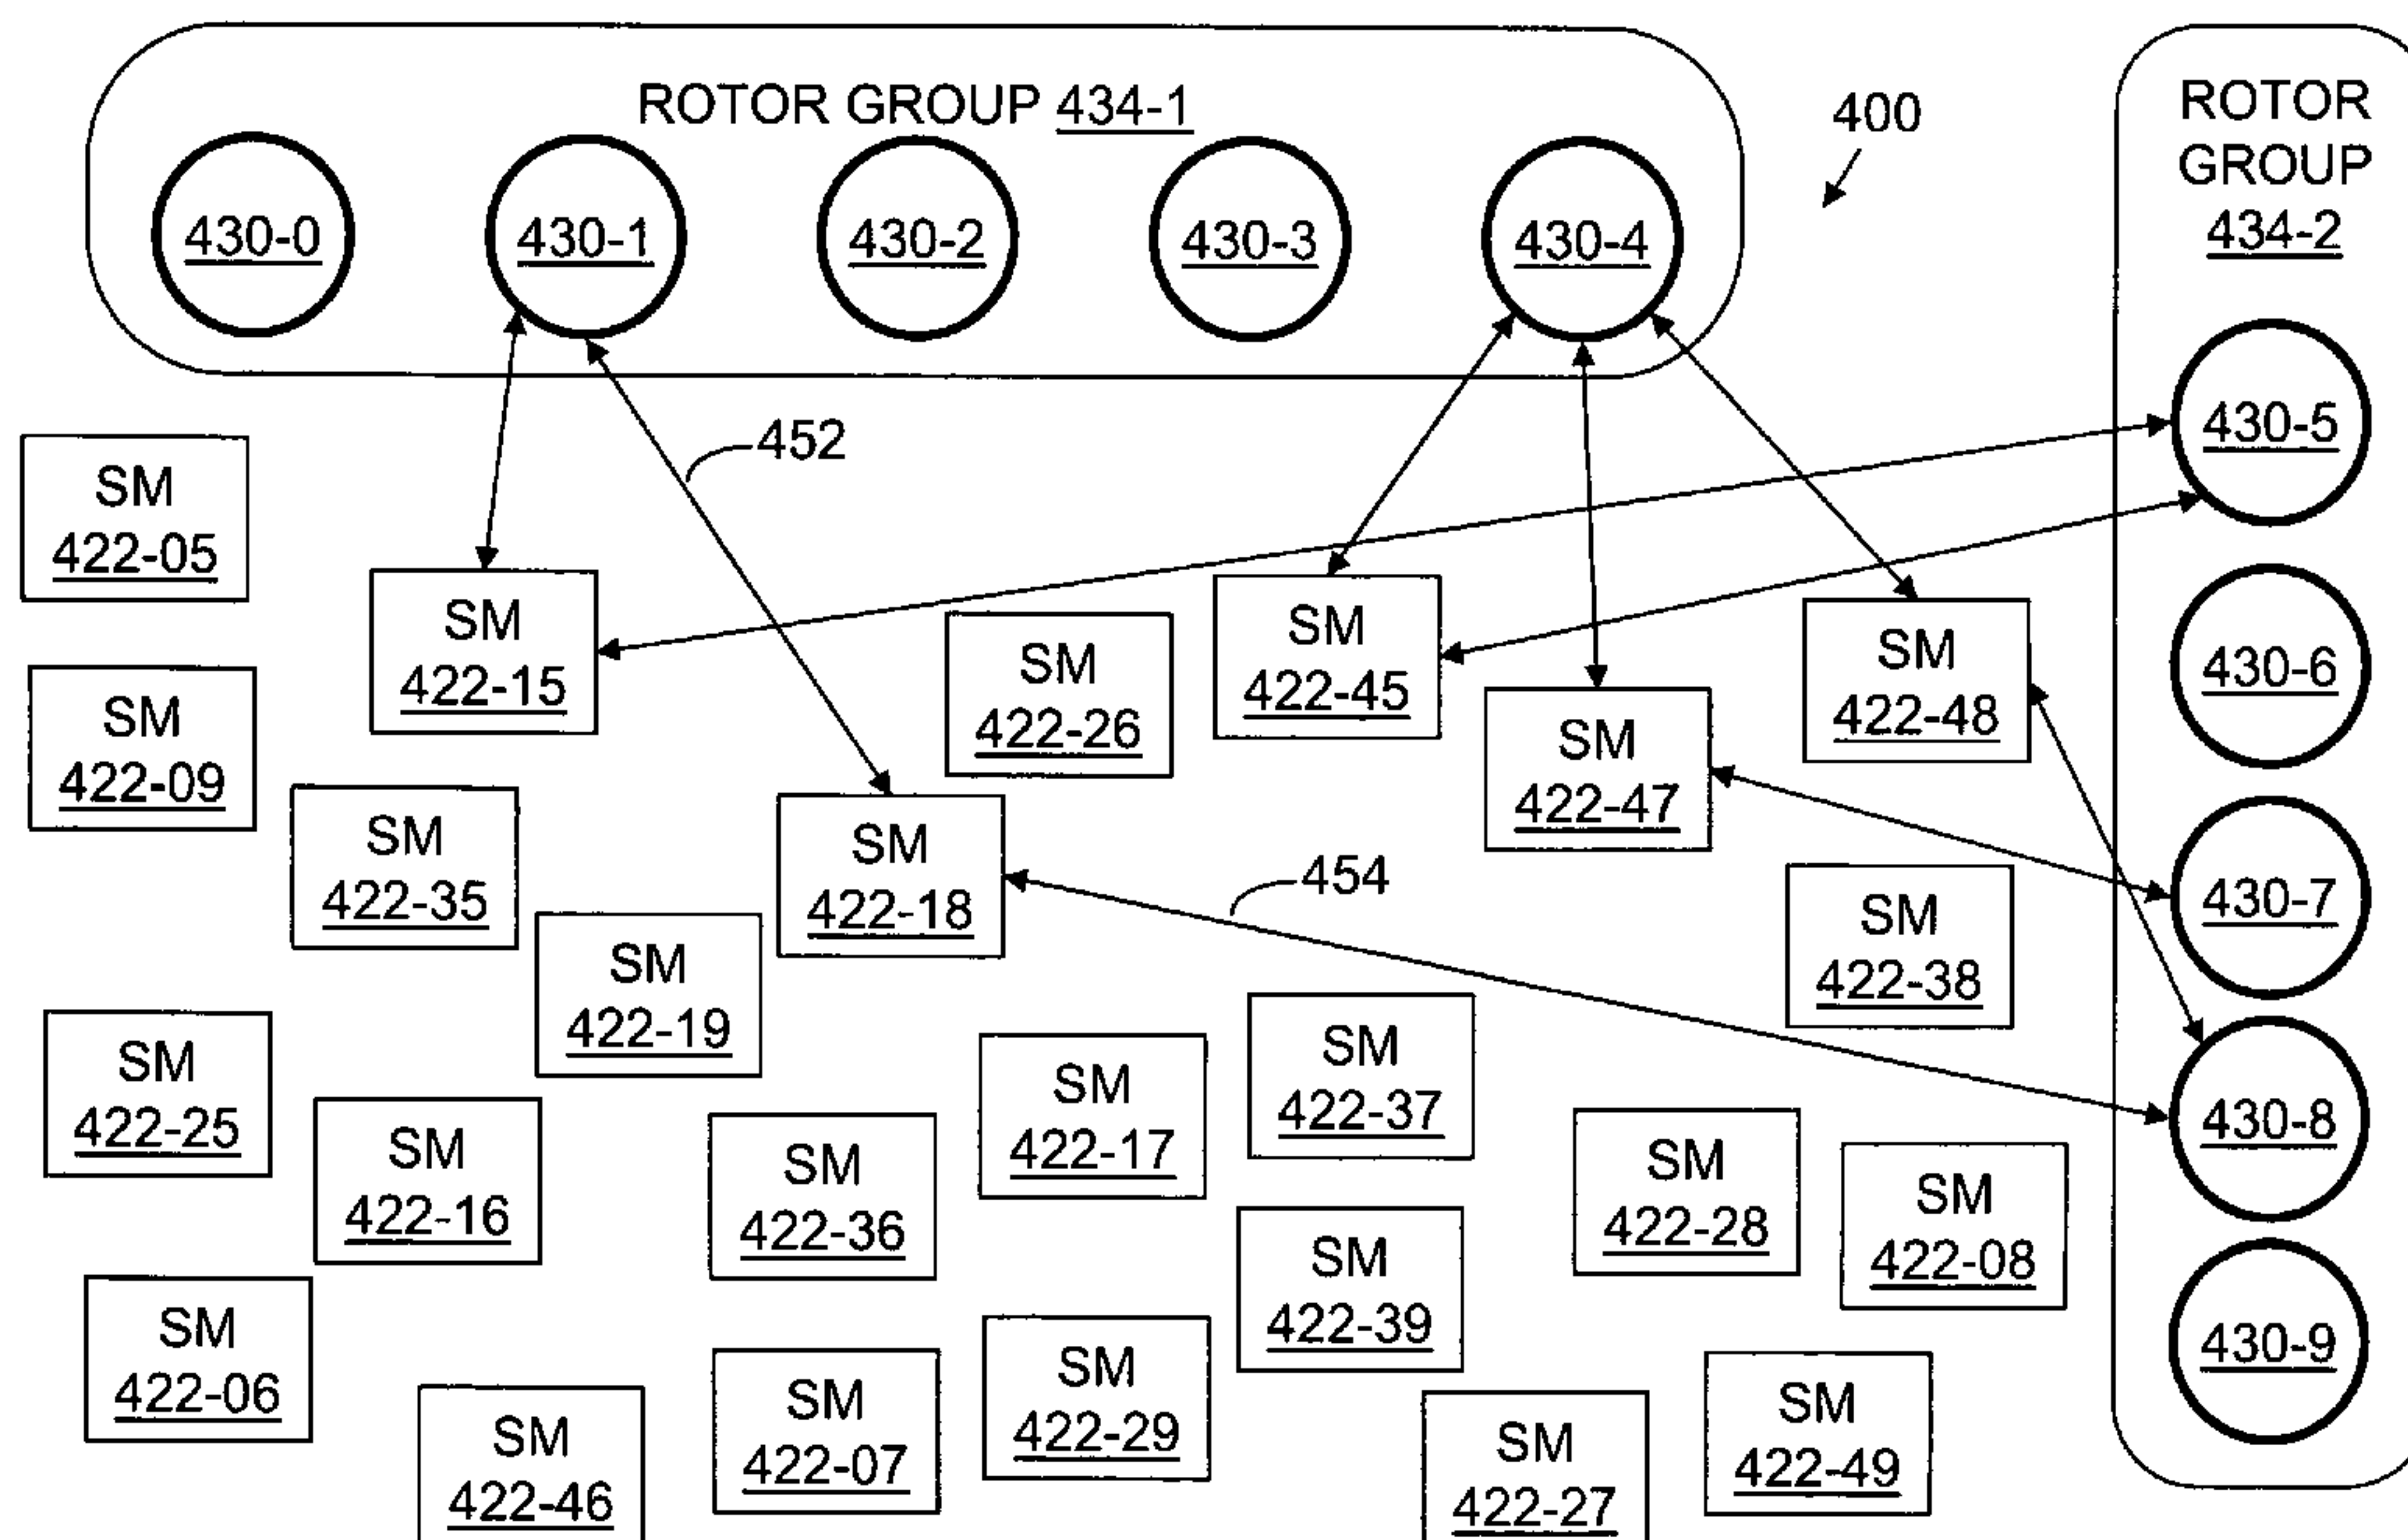 ROTOR GROUP 434-1
400
ROTOR
GROUP
434-2
430-0
430-1
430-2
430-3
430-4
430-5
430-6
430-7
430-8
430-9
452
454
SM
422-05
SM
422-15
SM
422-26
SM
422-45
SM
422-48
SM
422-09
SM
422-47
SM
422-35
SM
422-18
SM
422-38
SM
422-19
SM
422-37
SM
422-25
SM
422-17
SM
422-16
SM
422-36
SM
422-28
SM
422-08
SM
422-39
SM
422-06
SM
422-29
SM
422-07
SM
422-49
SM
422-46
SM
422-27